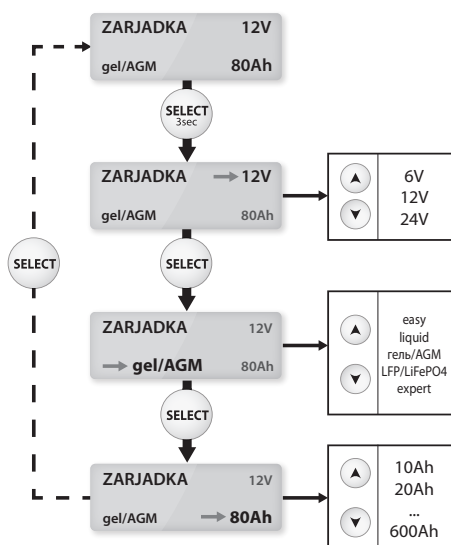 ZARJADKA 12V
gel/AGM 80Ah
SELECT
3sec
ZARJADKA → 12V
gel/AGM 80Ah
6V
12V
24V
SELECT
SELECT
ZARJADKA 12V
→ gel/AGM 80Ah
easy
liquid
гель/AGM
LFP/LiFePO4
expert
SELECT
ZARJADKA 12V
gel/AGM → 80Ah
10Ah
20Ah
...
600Ah